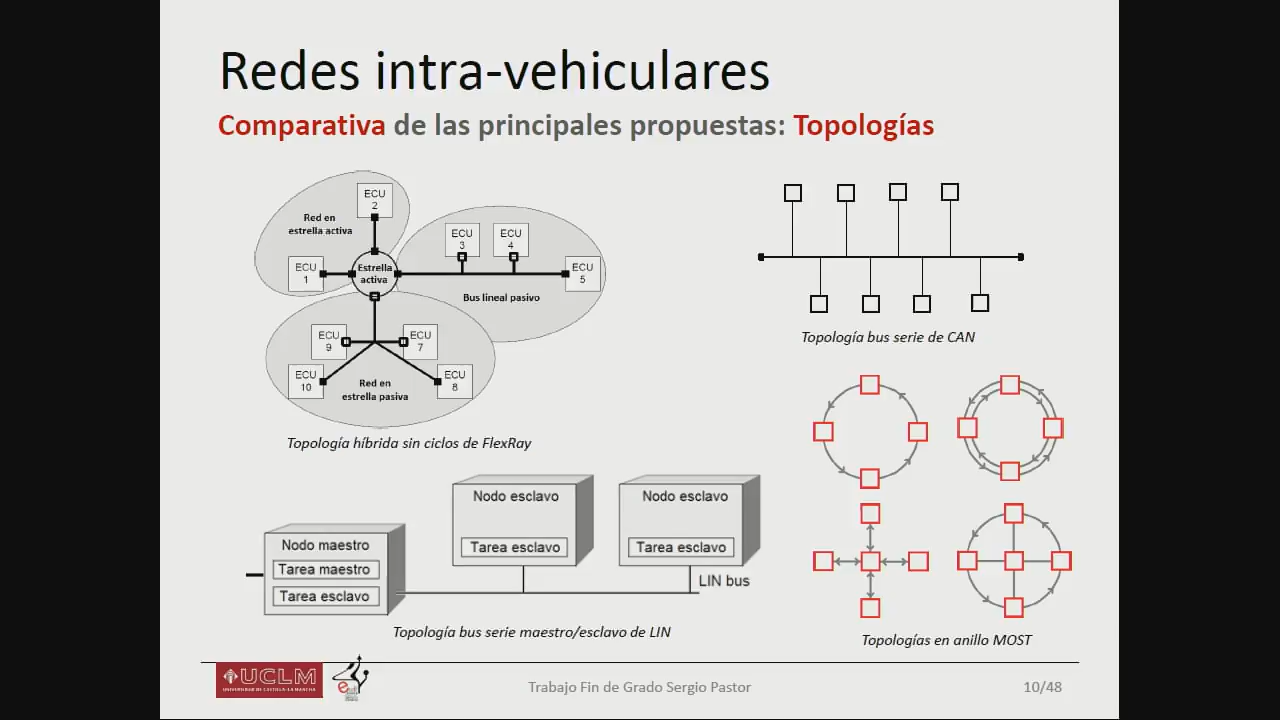 Redes intra-vehiculares
Comparativa de las principales propuestas: Topologías
ECU
2
Red en
estrella activa
ECU
1
Estrella
activa
ECU
3
ECU
4
ECU
5
Bus lineal pasivo
ECU
9
ECU
7
ECU
10
ECU
8
Red en
estrella pasiva
Topología híbrida sin ciclos de FlexRay
Topología bus serie de CAN
Nodo maestro
Tarea maestro
Tarea esclavo
Nodo esclavo
Tarea esclavo
Nodo esclavo
Tarea esclavo
LIN bus
Topología bus serie maestro/esclavo de LIN
Topologías en anillo MOST
UCLM
UNIVERSIDAD DE CASTILLA-LA MANCHA
Trabajo Fin de Grado Sergio Pastor
10/48